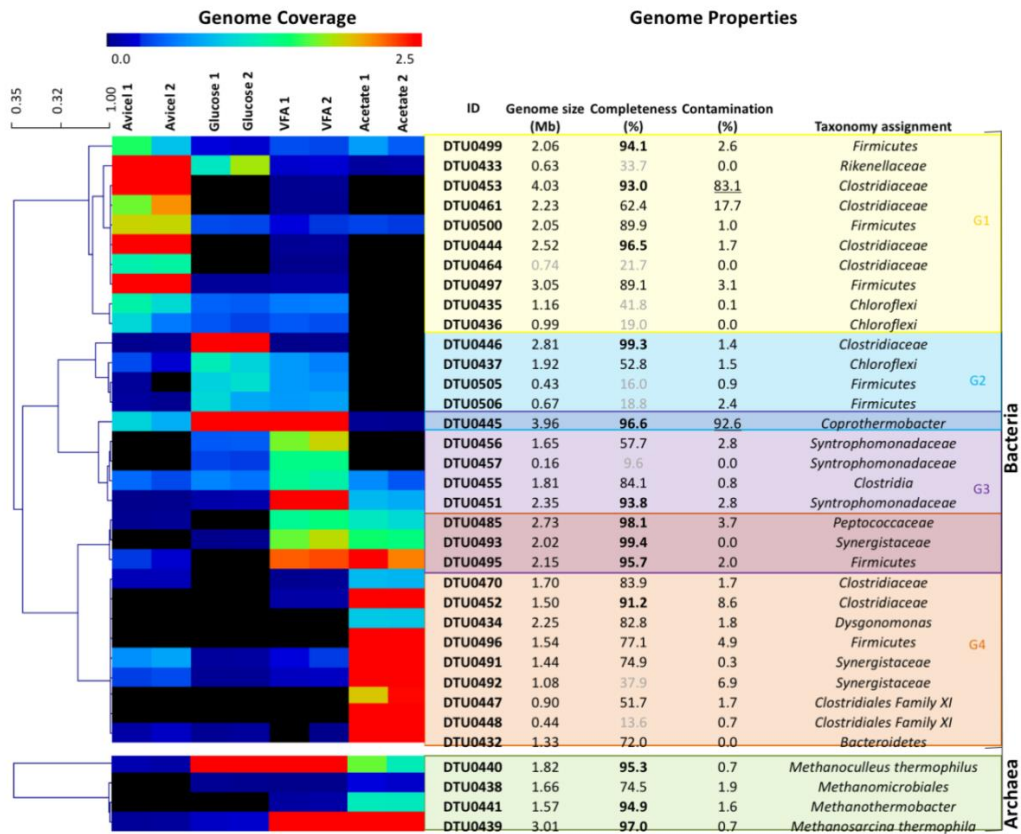 Genome Coverage Genome Properties
0.0 2.5
0.35 0.32 1.00
Avicel 1 Avicel 2 Glucose 1 Glucose 2 VFA 1 VFA 2 Acetate 1 Acetate 2
ID Genome size (Mb) Completeness (%) Contamination (%) Taxonomy assignment
DTU0499 2.06 94.1 2.6 Firmicutes
DTU0433 0.63 33.7 0.0 Rikenellaceae
DTU0453 4.03 93.0 83.1 Clostridiaceae
DTU0461 2.23 62.4 17.7 Clostridiaceae
DTU0500 2.05 89.9 1.0 Firmicutes
G1
DTU0444 2.52 96.5 1.7 Clostridiaceae
DTU0464 0.74 21.7 0.0 Clostridiaceae
DTU0497 3.05 89.1 3.1 Firmicutes
DTU0435 1.16 41.8 0.1 Chloroflexi
DTU0436 0.99 19.0 0.0 Chloroflexi
DTU0446 2.81 99.3 1.4 Clostridiaceae
DTU0437 1.92 52.8 1.5 Chloroflexi
DTU0505 0.43 16.0 0.9 Firmicutes
G2
DTU0506 0.67 18.8 2.4 Firmicutes
DTU0445 3.96 96.6 92.6 Coprothermobacter
Bacteria
DTU0456 1.65 57.7 2.8 Syntrophomonadaceae
DTU0457 0.16 9.6 0.0 Syntrophomonadaceae
DTU0455 1.81 84.1 0.8 Clostridia
G3
DTU0451 2.35 93.8 2.8 Syntrophomonadaceae
DTU0485 2.73 98.1 3.7 Peptococcaceae
DTU0493 2.02 99.4 0.0 Synergistaceae
DTU0495 2.15 95.7 2.0 Firmicutes
DTU0470 1.70 83.9 1.7 Clostridiaceae
DTU0452 1.50 91.2 8.6 Clostridiaceae
DTU0434 2.25 82.8 1.8 Dysgonomonas
DTU0496 1.54 77.1 4.9 Firmicutes
G4
DTU0491 1.44 74.9 0.3 Synergistaceae
DTU0492 1.08 37.9 6.9 Synergistaceae
DTU0447 0.90 51.7 1.7 Clostridiales Family XI
DTU0448 0.44 13.6 0.7 Clostridiales Family XI
DTU0432 1.33 72.0 0.0 Bacteroidetes
DTU0440 1.82 95.3 0.7 Methanoculleus thermophilus
DTU0438 1.66 74.5 1.9 Methanomicrobiales
Archaea
DTU0441 1.57 94.9 1.6 Methanothermobacter
DTU0439 3.01 97.0 0.7 Methanosarcina thermophila